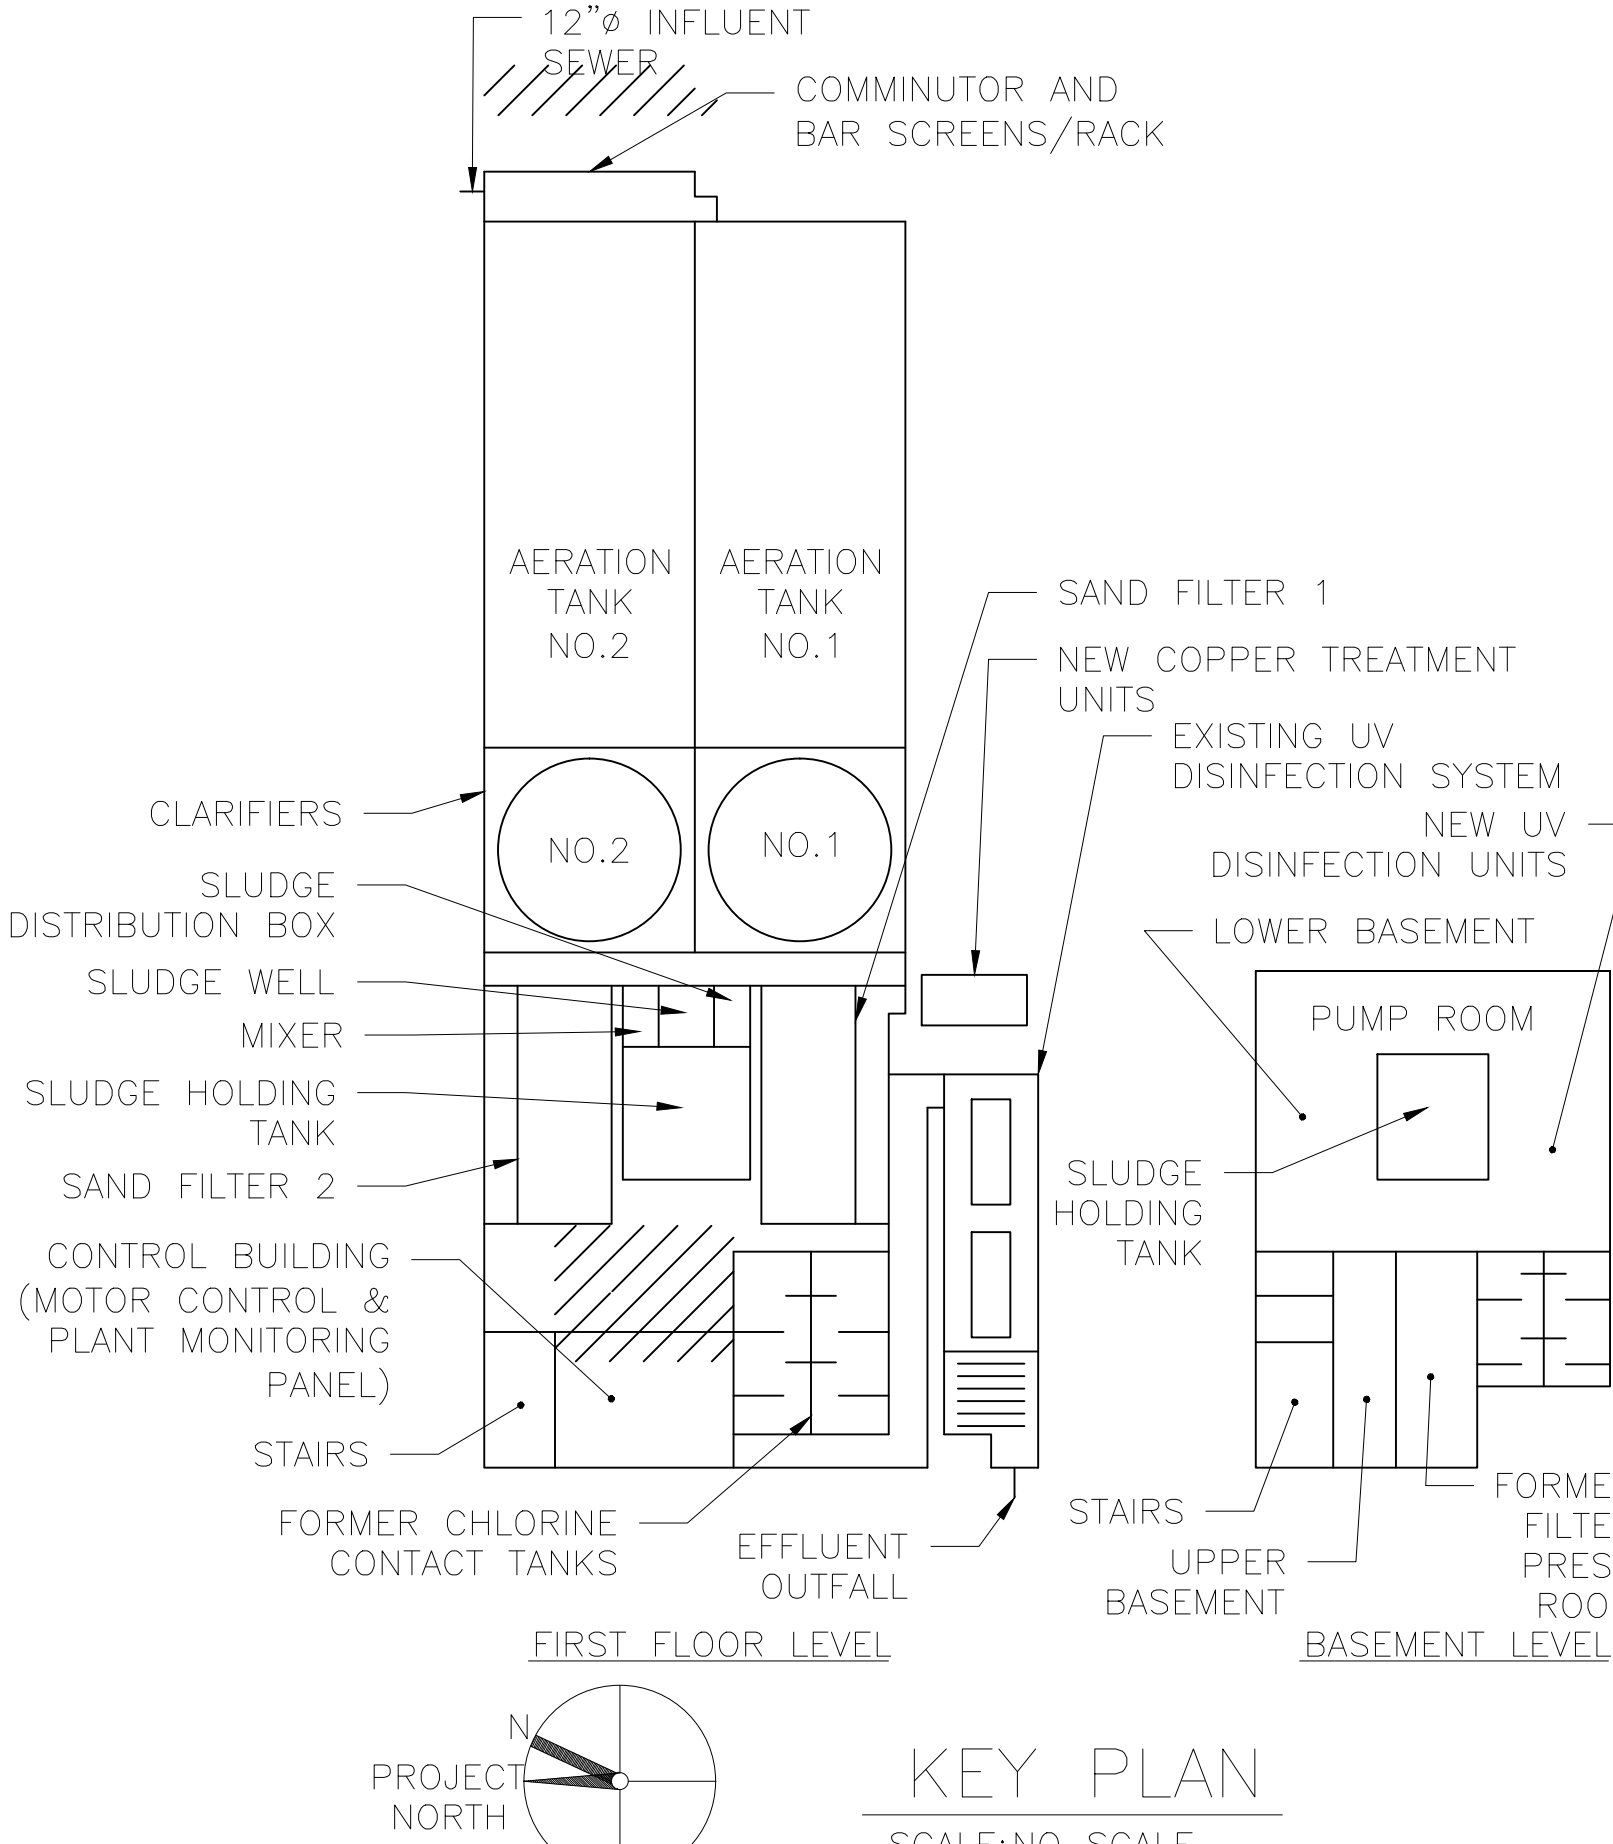 12"ø INFLUENT
SEWER
COMMINUTOR AND
BAR SCREENS/RACK
AERATION
TANK
NO.2
AERATION
TANK
NO.1
SAND FILTER 1
NEW COPPER TREATMENT
UNITS
EXISTING UV
DISINFECTION SYSTEM
NEW UV
DISINFECTION UNITS
LOWER BASEMENT
CLARIFIERS
NO.2
NO.1
SLUDGE
DISTRIBUTION BOX
SLUDGE WELL
MIXER
SLUDGE HOLDING
TANK
SAND FILTER 2
CONTROL BUILDING
(MOTOR CONTROL &
PLANT MONITORING
PANEL)
STAIRS
FORMER CHLORINE
CONTACT TANKS
EFFLUENT
OUTFALL
FIRST FLOOR LEVEL
PUMP ROOM
SLUDGE
HOLDING
TANK
STAIRS
UPPER
BASEMENT
FORME
FILTE
PRES
ROO
BASEMENT LEVEL
N
PROJECT
NORTH
KEY PLAN
SCALE: NO SCALE